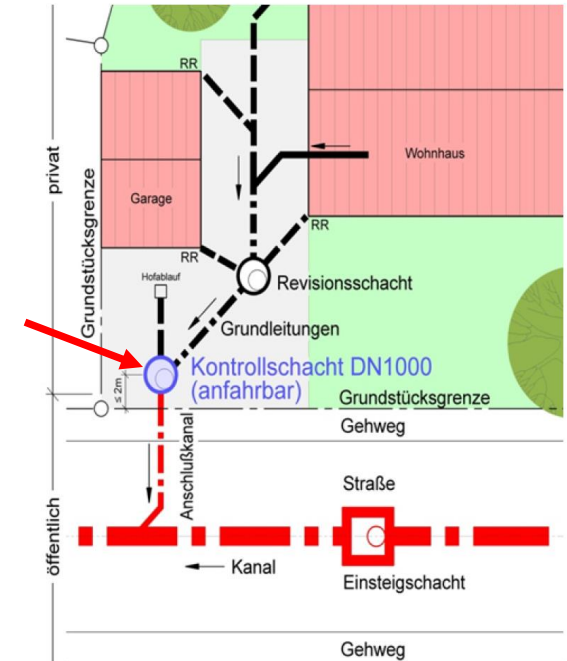 RR
Wohnhaus
privat
Garage
Grundstücksgrenze
RR
RR
Hofablauf
Revisionsschacht
Grundleitungen
Kontrollschacht DN1000
(anfahrbar)
≤ 2m
Grundstücksgrenze
Gehweg
Anschlußkanal
Straße
öffentlich
Kanal
Einsteigschacht
Gehweg